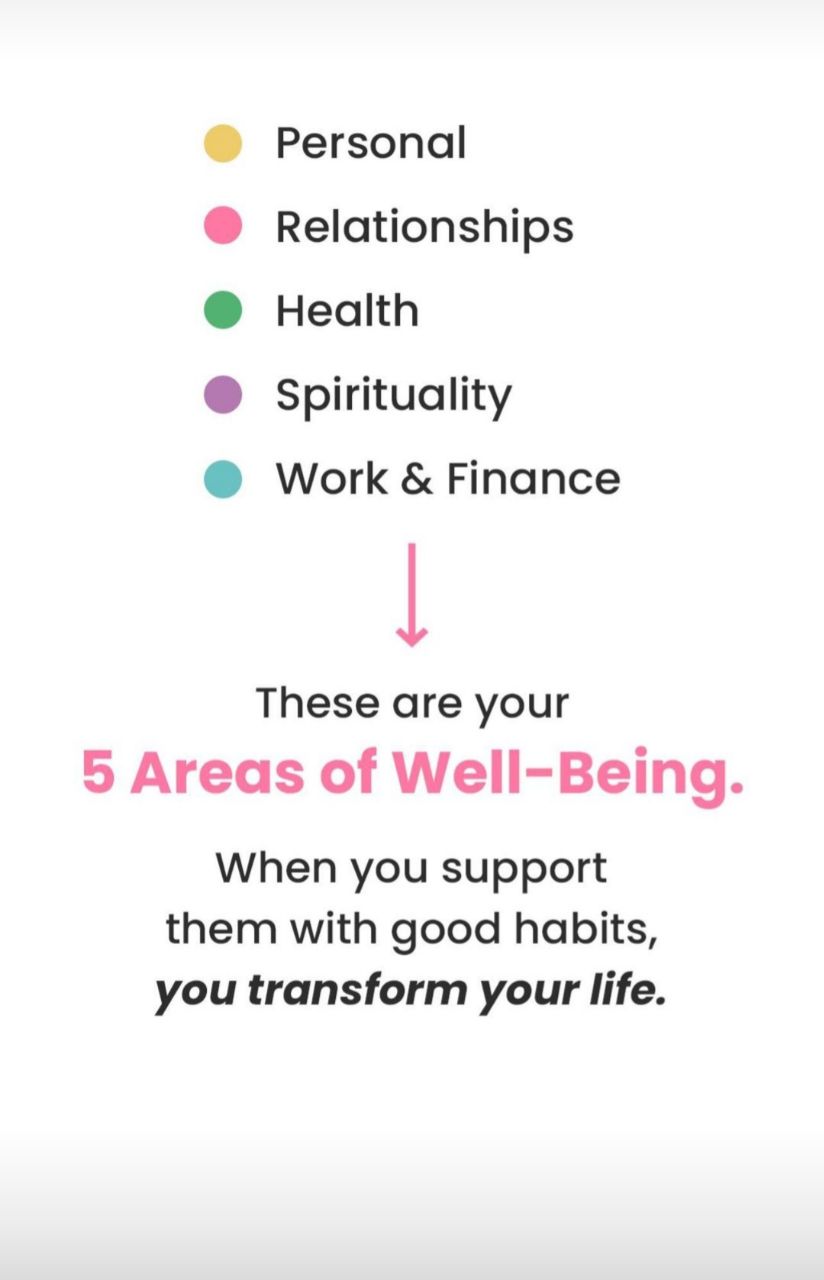 Personal
Relationships
Health
Spirituality
Work & Finance
These are your
5 Areas of Well-Being.
When you support
them with good habits,
you transform your life.